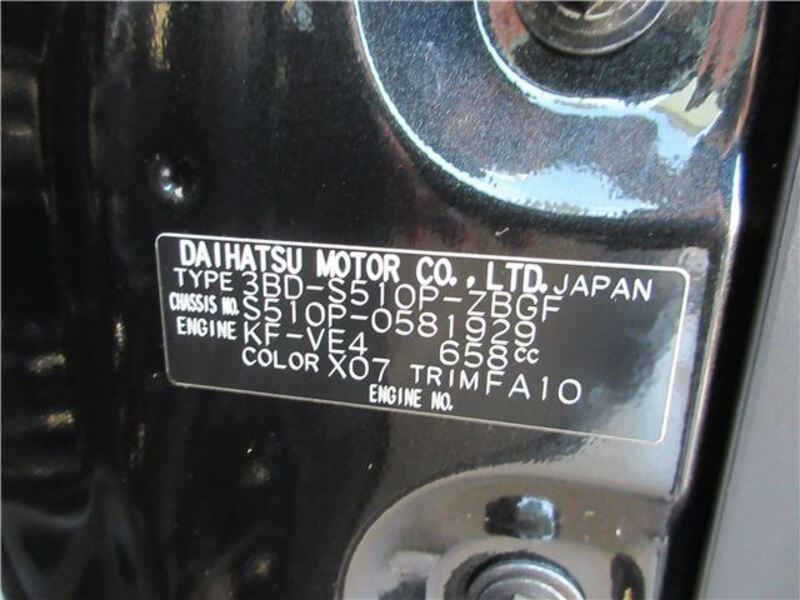 DAIHATSU MOTOR CO., LTD. JAPAN
TYPE 3BD-S510P-ZBGF
CHASSIS NO. S510P-0581929
ENGINE KF-VE4 658cc
COLOR X07 TRIM FA10
ENGINE NO.